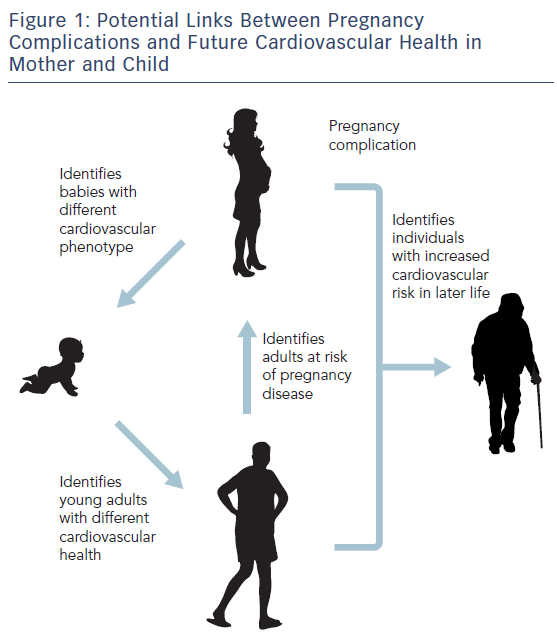 Figure 1: Potential Links Between Pregnancy
Complications and Future Cardiovascular Health in
Mother and Child
Pregnancy
complication
Identifies
babies with
different
cardiovascular
phenotype
Identifies
individuals
with increased
cardiovascular
risk in later life
Identifies
adults at risk
of pregnancy
disease
Identifies
young adults
with different
cardiovascular
health